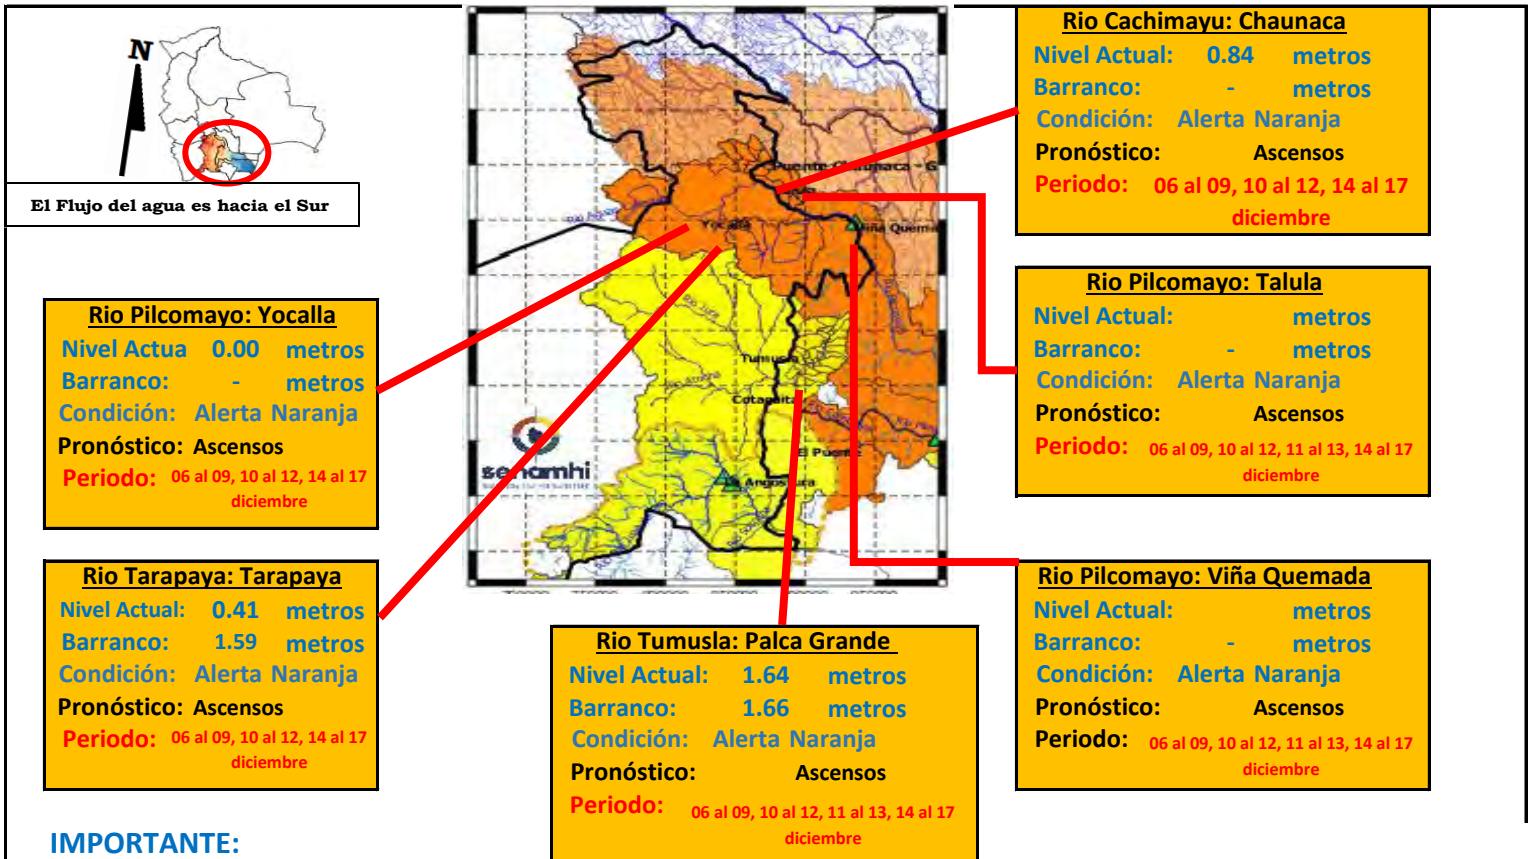 N
El Flujo del agua es hacia el Sur
Rio Pilcomayo: Yocalla
Nivel Actua 0.00 metros
Barranco: - metros
Condición: Alerta Naranja
Pronóstico: Ascensos
Periodo: 06 al 09, 10 al 12, 14 al 17
diciembre
Rio Tarapaya: Tarapaya
Nivel Actual: 0.41 metros
Barranco: 1.59 metros
Condición: Alerta Naranja
Pronóstico: Ascensos
Periodo: 06 al 09, 10 al 12, 14 al 17
diciembre
IMPORTANTE:
Puente Chaunaca - G
Yocalla
Viña Quema
Tumusla
Cotagaita
El Puente
Angostura
senamhi
Rio Tumusla: Palca Grande
Nivel Actual: 1.64 metros
Barranco: 1.66 metros
Condición: Alerta Naranja
Pronóstico: Ascensos
Periodo: 06 al 09, 10 al 12, 11 al 13, 14 al 17
diciembre
Rio Cachimayu: Chaunaca
Nivel Actual: 0.84 metros
Barranco: - metros
Condición: Alerta Naranja
Pronóstico: Ascensos
Periodo: 06 al 09, 10 al 12, 14 al 17
diciembre
Rio Pilcomayo: Talula
Nivel Actual: metros
Barranco: - metros
Condición: Alerta Naranja
Pronóstico: Ascensos
Periodo: 06 al 09, 10 al 12, 11 al 13, 14 al 17
diciembre
Rio Pilcomayo: Viña Quemada
Nivel Actual: metros
Barranco: - metros
Condición: Alerta Naranja
Pronóstico: Ascensos
Periodo: 06 al 09, 10 al 12, 11 al 13, 14 al 17
diciembre